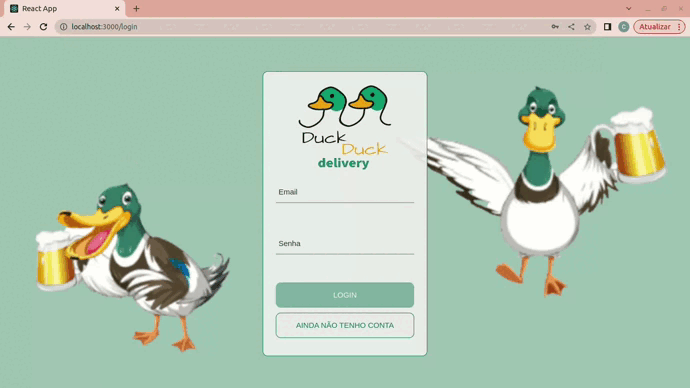 React App
localhost:3000/login
C
Atualizar
Duck
Duck
delivery
Email
Senha
LOGIN
AINDA NÃO TENHO CONTA